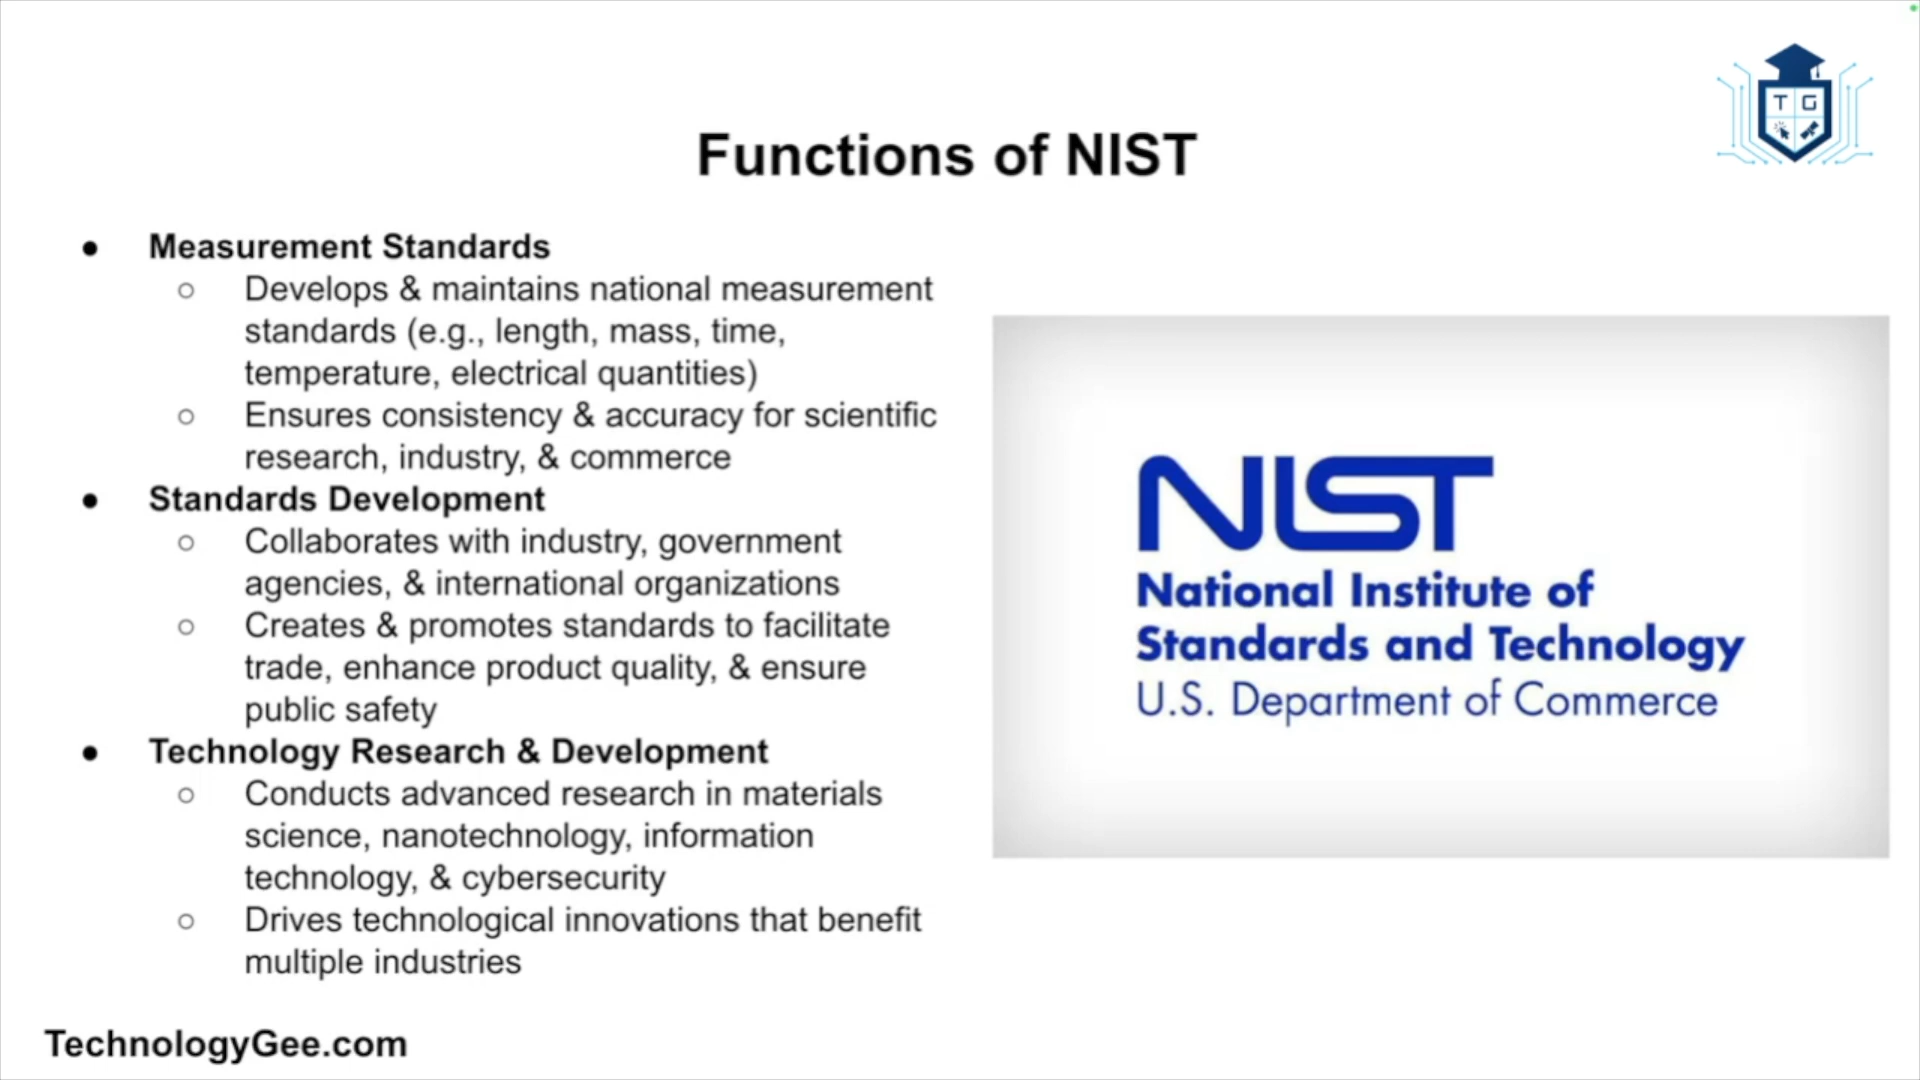 T G
Functions of NIST
● Measurement Standards
○ Develops & maintains national measurement
standards (e.g., length, mass, time,
temperature, electrical quantities)
○ Ensures consistency & accuracy for scientific
research, industry, & commerce
● Standards Development
○ Collaborates with industry, government
agencies, & international organizations
○ Creates & promotes standards to facilitate
trade, enhance product quality, & ensure
public safety
● Technology Research & Development
○ Conducts advanced research in materials
science, nanotechnology, information
technology, & cybersecurity
○ Drives technological innovations that benefit
multiple industries
NIST
National Institute of
Standards and Technology
U.S. Department of Commerce
TechnologyGee.com